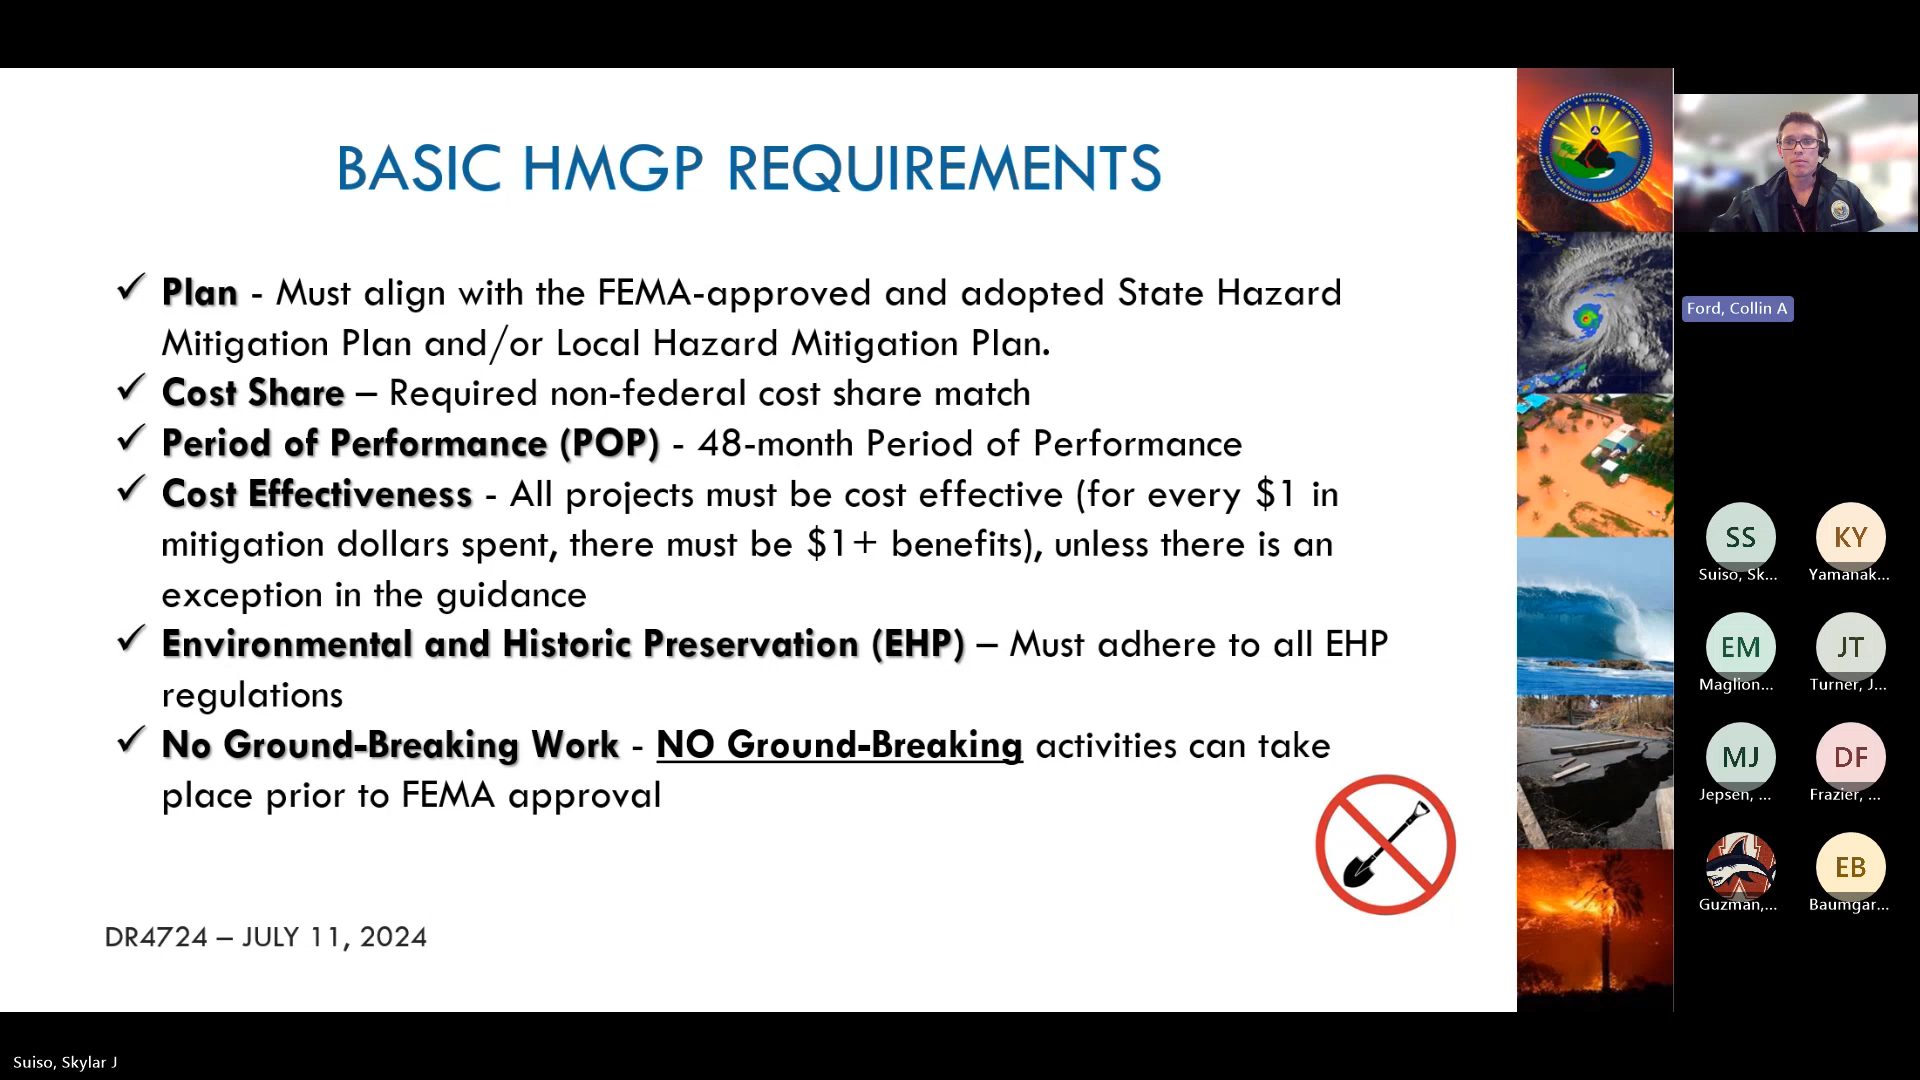 BASIC HMGP REQUIREMENTS
✓ Plan - Must align with the FEMA-approved and adopted State Hazard
Mitigation Plan and/or Local Hazard Mitigation Plan.
✓ Cost Share – Required non-federal cost share match
✓ Period of Performance (POP) - 48-month Period of Performance
✓ Cost Effectiveness - All projects must be cost effective (for every $1 in
mitigation dollars spent, there must be $1+ benefits), unless there is an
exception in the guidance
✓ Environmental and Historic Preservation (EHP) – Must adhere to all EHP
regulations
✓ No Ground-Breaking Work - NO Ground-Breaking activities can take
place prior to FEMA approval
DR4724 – JULY 11, 2024
Ford, Collin A
SS
Suiso, Sk...
KY
Yamanak...
EM
Maglion...
JT
Turner, J...
MJ
Jepsen, ...
DF
Frazier, ...
Guzman,...
EB
Baumgar...
Suiso, Skylar J